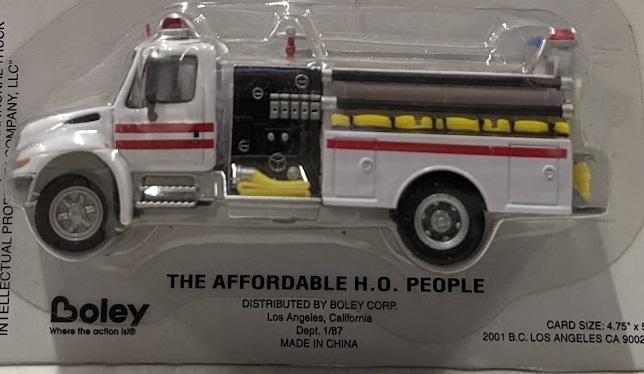 INTELLECTUAL PROP
COMPANY, LLC"
THE AFFORDABLE H.O. PEOPLE
Boley
Where the action is!®
DISTRIBUTED BY BOLEY CORP.
Los Angeles, California
Dept. 1/87
MADE IN CHINA
CARD SIZE: 4.75" x 5
2001 B.C. LOS ANGELES CA 9002